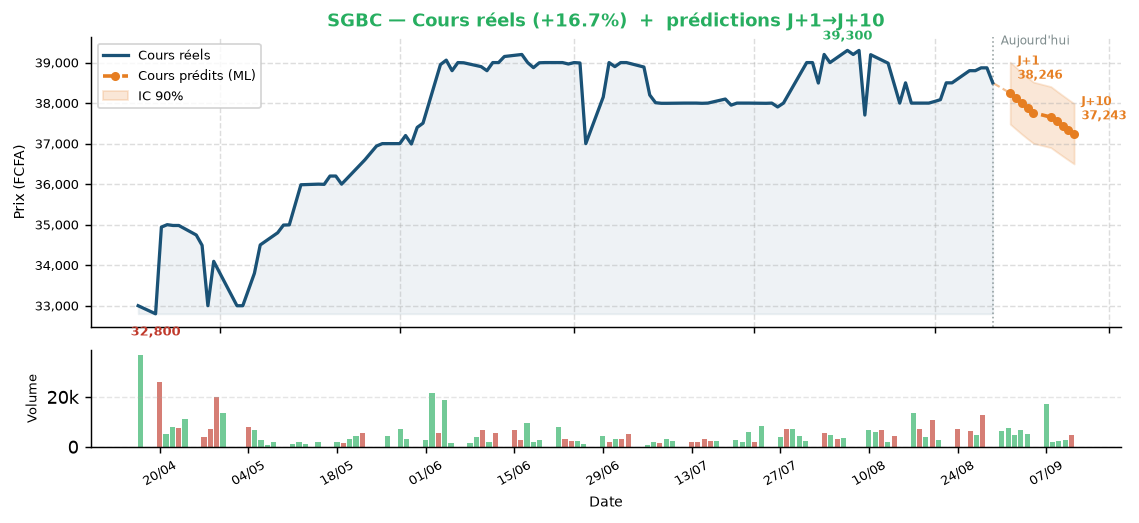 SGBC — Cours réels (+16.7%)  +  prédictions J+1→J+10
39,300
Aujourd'hui
Cours réels
Cours prédits (ML)
IC 90%
J+1
38,246
J+10
37,243
Prix (FCFA)
39,000
38,000
37,000
36,000
35,000
34,000
33,000
32,800
Volume
20k
0
20/04
04/05
18/05
01/06
15/06
29/06
13/07
27/07
10/08
24/08
07/09
Date